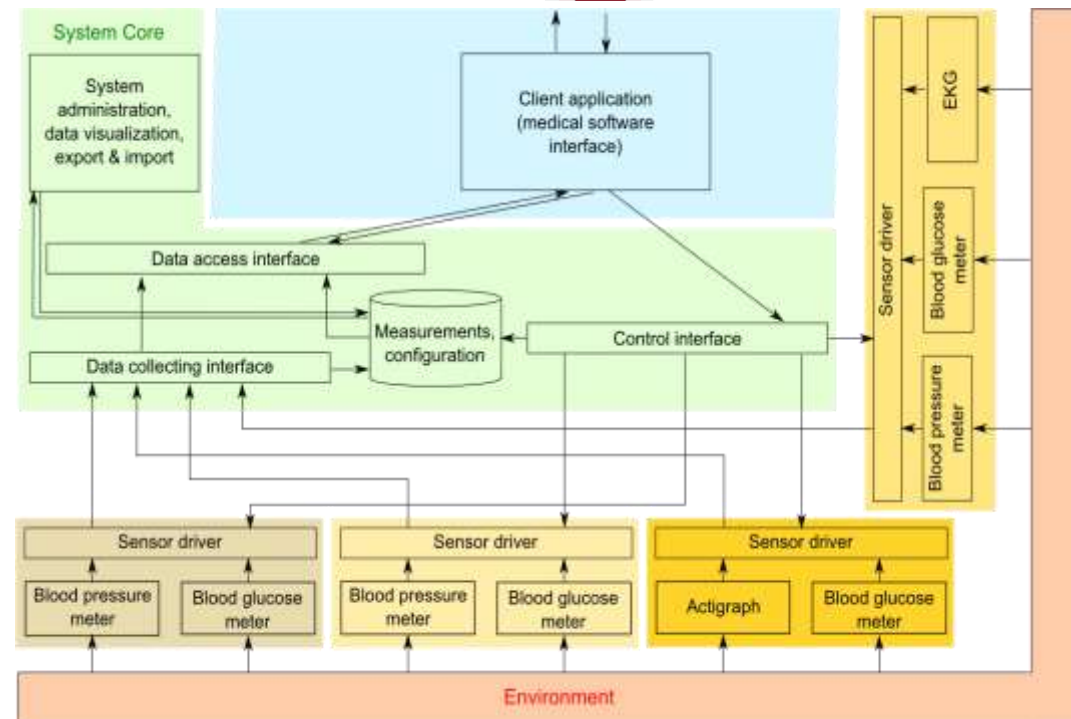 System Core
System
administration,
data visualization,
export & import
Client application
(medical software
interface)
Data access interface
Measurements,
configuration
Control interface
Data collecting interface
Sensor driver
EKG
Blood glucose
meter
Blood pressure
meter
Sensor driver
Blood pressure
meter
Blood glucose
meter
Sensor driver
Blood pressure
meter
Blood glucose
meter
Sensor driver
Actigraph
Blood glucose
meter
Environment